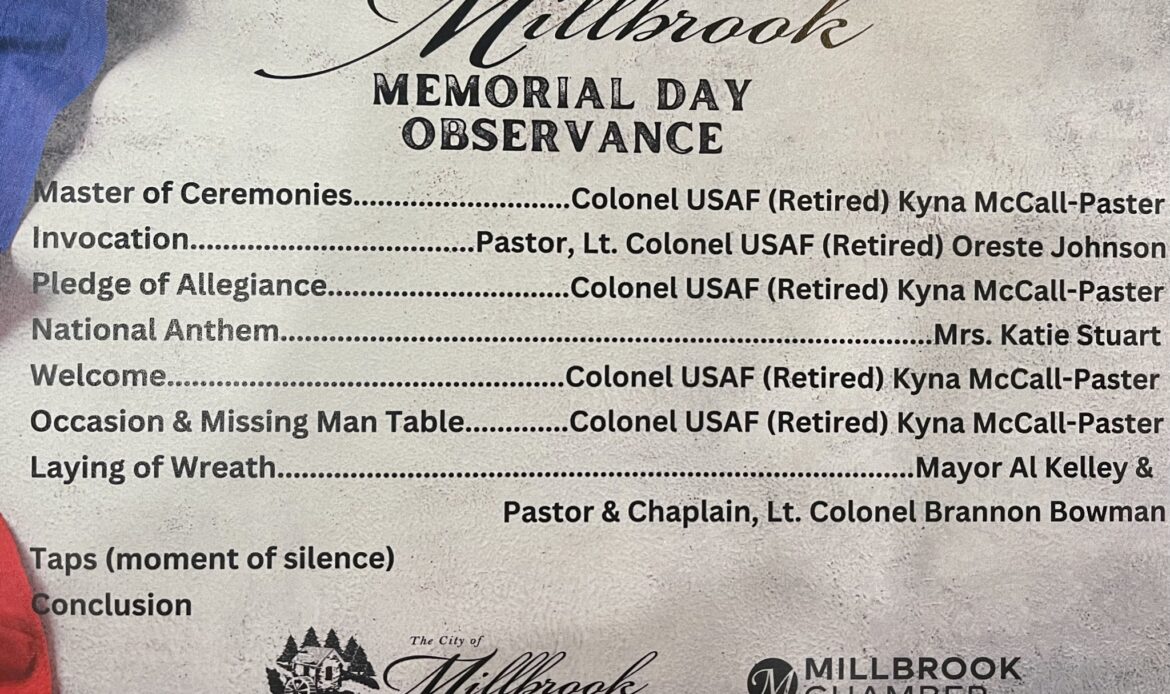 Millbrook
MEMORIAL DAY
OBSERVANCE
Master of Ceremonies..........................Colonel USAF (Retired) Kyna McCall-Paster
Invocation..................................Pastor, Lt. Colonel USAF (Retired) Oreste Johnson
Pledge of Allegiance.............................Colonel USAF (Retired) Kyna McCall-Paster
National Anthem...............................................................................Mrs. Katie Stuart
Welcome................................................Colonel USAF (Retired) Kyna McCall-Paster
Occasion & Missing Man Table.............Colonel USAF (Retired) Kyna McCall-Paster
Laying of Wreath.............................................................................Mayor Al Kelley &
Pastor & Chaplain, Lt. Colonel Brannon Bowman
Taps (moment of silence)
Conclusion
The City of
Millbrook
M MILLBROOK
CHAMBER